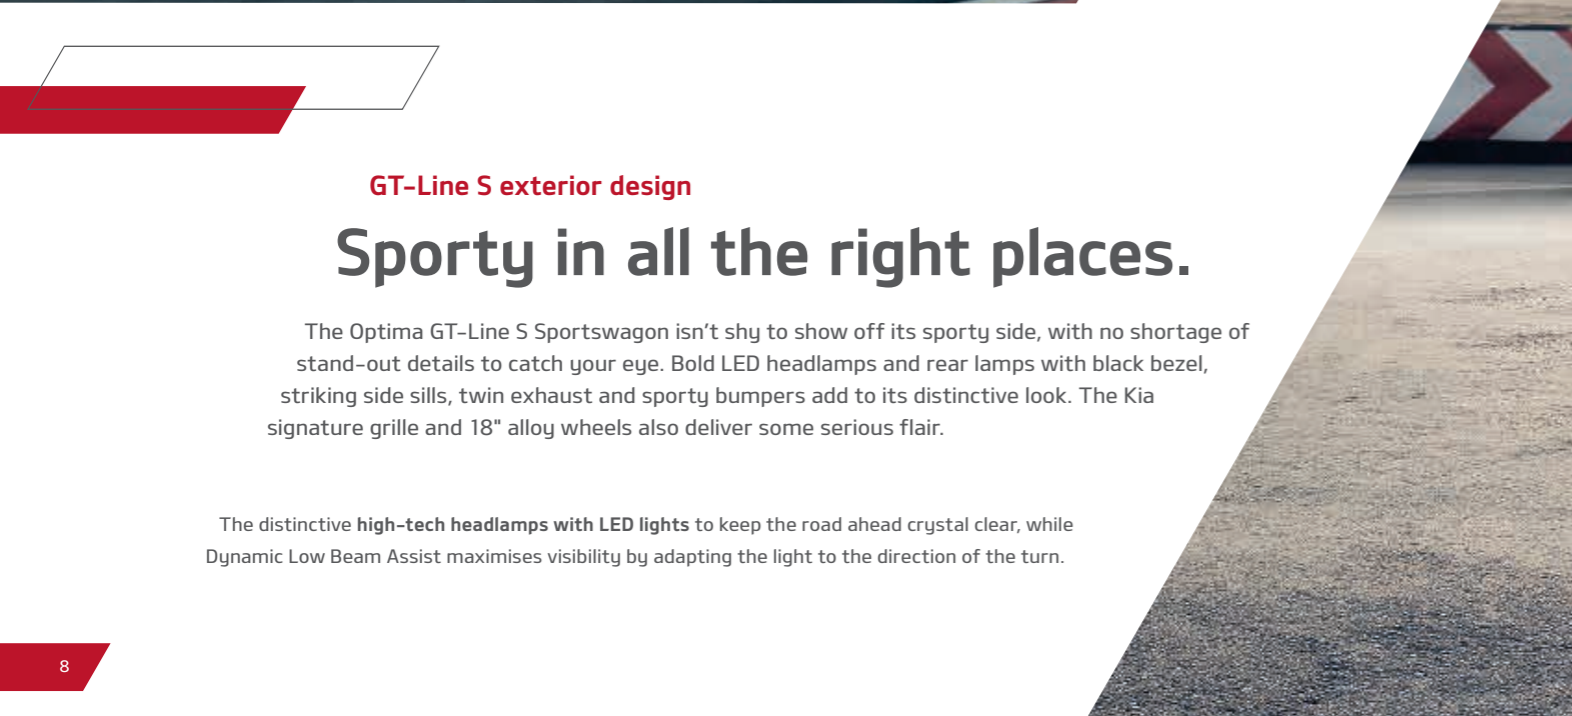 GT-Line S exterior design
Sporty in all the right places.
The Optima GT-Line S Sportswagon isn't shy to show off its sporty side, with no shortage of
stand-out details to catch your eye. Bold LED headlamps and rear lamps with black bezel,
striking side sills, twin exhaust and sporty bumpers add to its distinctive look. The Kia
signature grille and 18" alloy wheels also deliver some serious flair.
The distinctive high-tech headlamps with LED lights to keep the road ahead crystal clear, while
Dynamic Low Beam Assist maximises visibility by adapting the light to the direction of the turn.
8